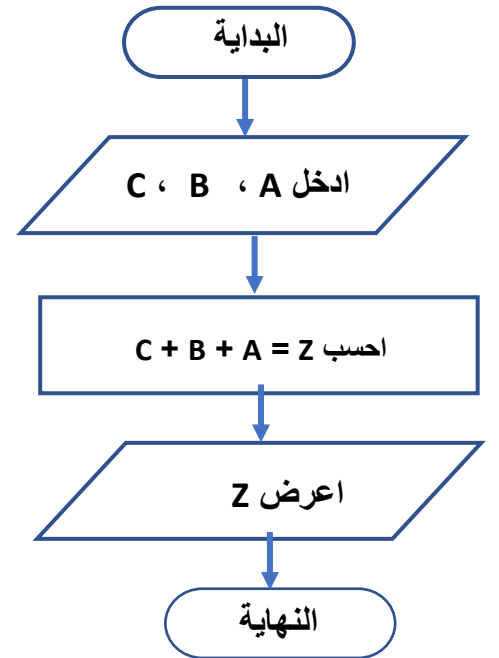 البداية
ادخل A ، B ، C
احسب Z = A + B + C
اعرض Z
النهاية